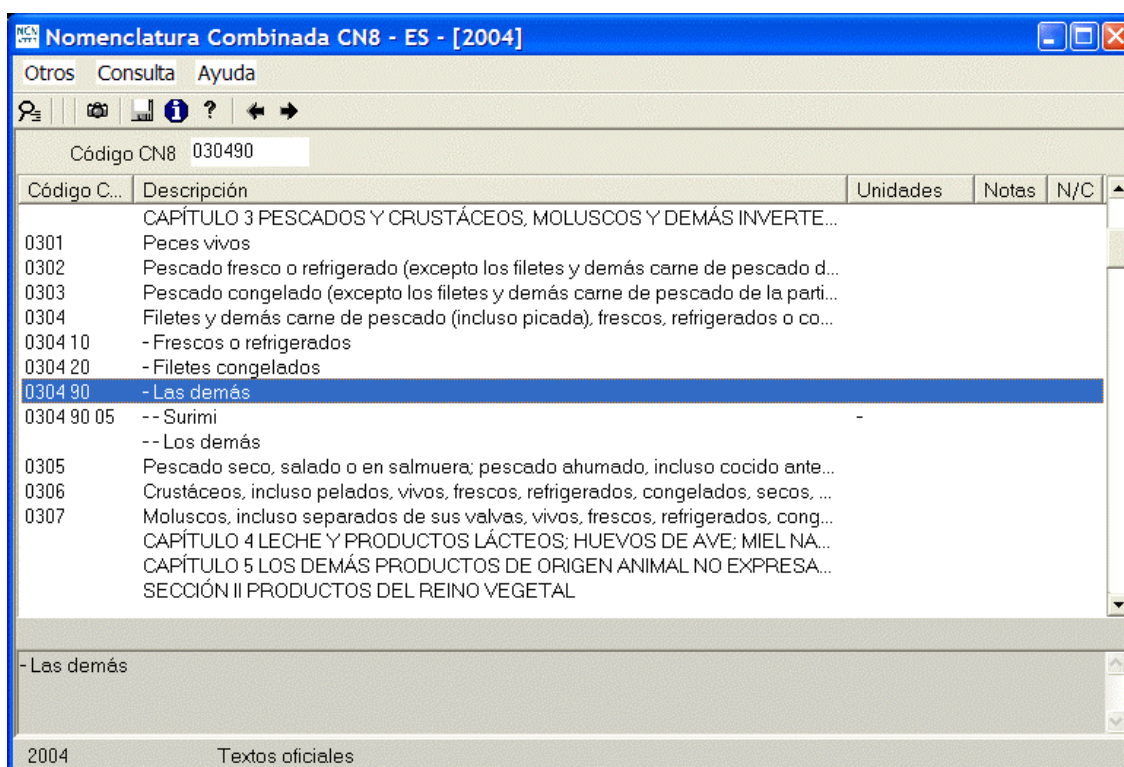 Nomenclatura Combinada CN8 - ES - [2004]
Otros Consulta Ayuda
Código CN8 030490
Código C... Descripción Unidades Notas N/C
CAPÍTULO 3 PESCADOS Y CRUSTÁCEOS, MOLUSCOS Y DEMÁS INVERTE...
0301 Peces vivos
0302 Pescado fresco o refrigerado (excepto los filetes y demás carne de pescado d...
0303 Pescado congelado (excepto los filetes y demás carne de pescado de la parti...
0304 Filetes y demás carne de pescado (incluso picada), frescos, refrigerados o co...
0304 10 - Frescos o refrigerados
0304 20 - Filetes congelados
0304 90 - Las demás
0304 90 05 - - Surimi -
- - Los demás
0305 Pescado seco, salado o en salmuera; pescado ahumado, incluso cocido ante...
0306 Crustáceos, incluso pelados, vivos, frescos, refrigerados, congelados, secos, ...
0307 Moluscos, incluso separados de sus valvas, vivos, frescos, refrigerados, cong...
CAPÍTULO 4 LECHE Y PRODUCTOS LÁCTEOS; HUEVOS DE AVE; MIEL NA...
CAPÍTULO 5 LOS DEMÁS PRODUCTOS DE ORIGEN ANIMAL NO EXPRESA...
SECCIÓN II PRODUCTOS DEL REINO VEGETAL
- Las demás
2004 Textos oficiales